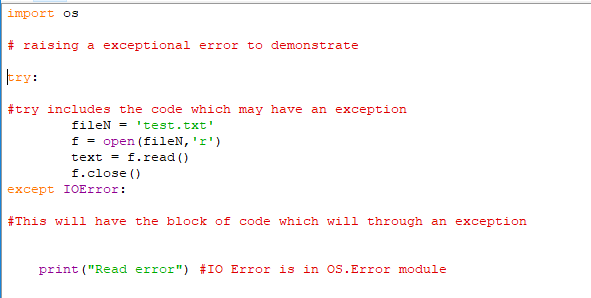 import os
# raising a exceptional error to demonstrate
try:
#try includes the code which may have an exception
fileN = 'test.txt'
f = open(fileN,'r')
text = f.read()
f.close()
except IOError:
#This will have the block of code which will through an exception
print("Read error") #IO Error is in OS.Error module